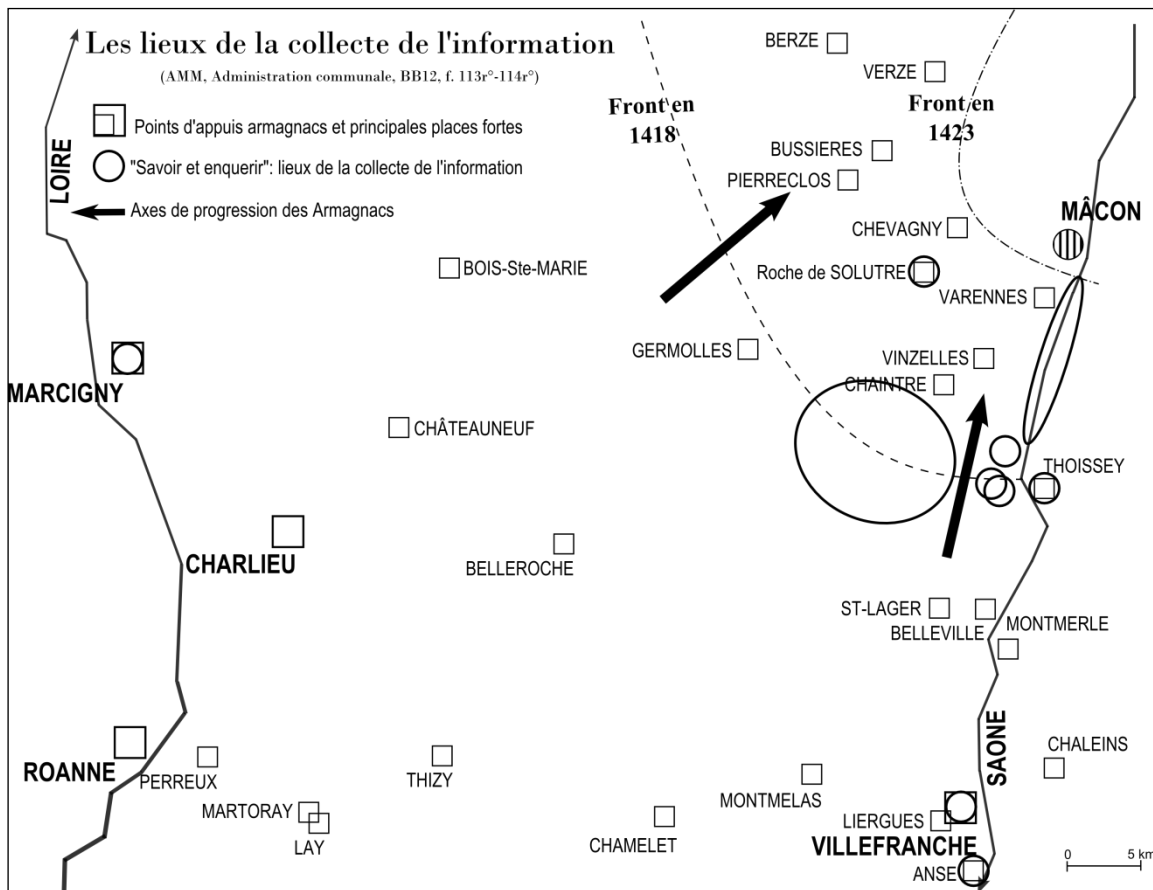 Les lieux de la collecte de l'information
(AMM, Administration communale, BB12, f. 113r°-114r°)
Points d'appuis armagnacs et principales places fortes
"Savoir et enquerir": lieux de la collecte de l'information
Axes de progression des Armagnacs
LOIRE
BERZE
VERZE
Front en
1418
Front en
1423
BUSSIERES
PIERRECLOS
MÂCON
CHEVAGNY
BOIS-Ste-MARIE
Roche de SOLUTRE
VARENNES
GERMOLLES
VINZELLES
MARCIGNY
CHAINTRE
CHÂTEAUNEUF
THOISSEY
CHARLIEU
BELLEROCHE
ST-LAGER
BELLEVILLE
MONTMERLE
SAONE
ROANNE
PERREUX
THIZY
CHALEINS
MONTMELAS
MARTORAY
LAY
CHAMELET
LIERGUES
VILLEFRANCHE
ANSE
0 5 km